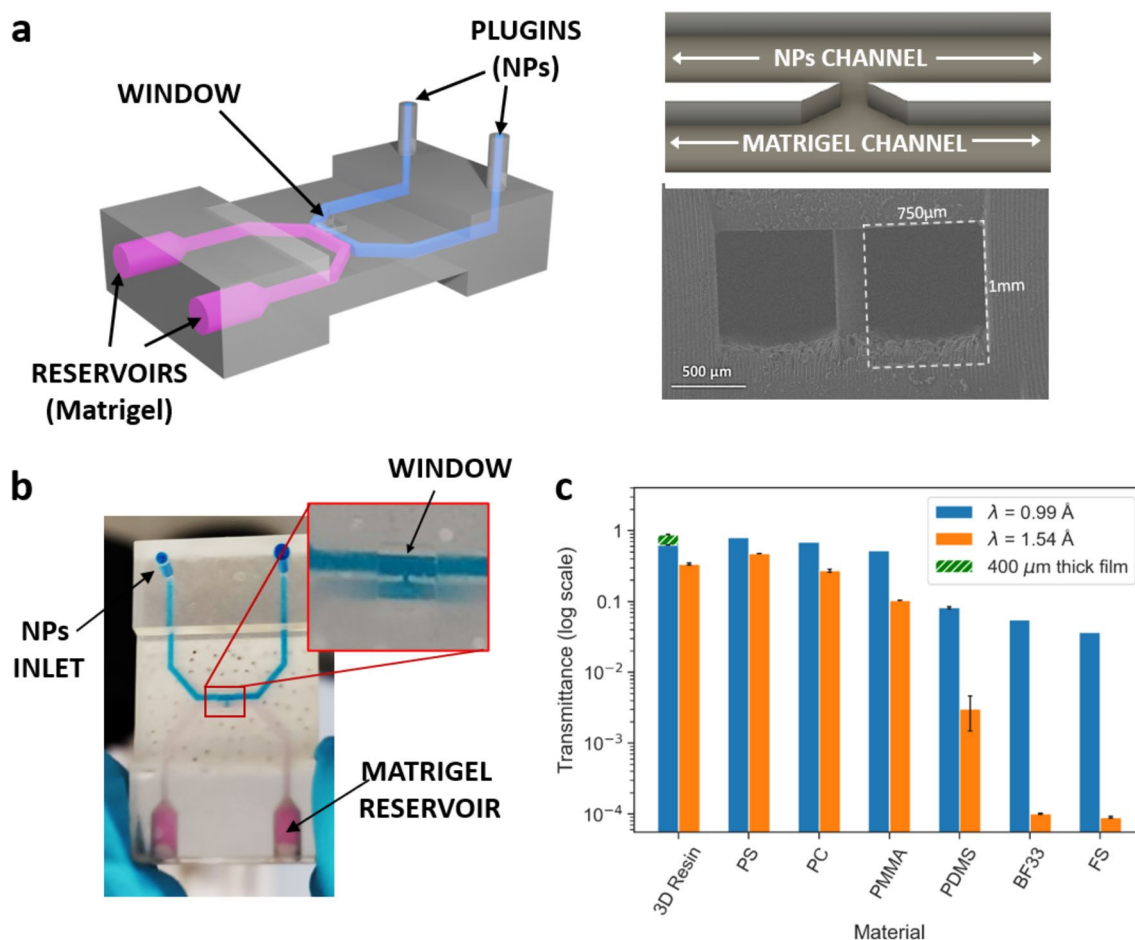 a
PLUGINS
(NPs)
WINDOW
RESERVOIRS
(Matrigel)
NPs CHANNEL
MATRIGEL CHANNEL
750µm
1mm
500 µm
b
WINDOW
NPs
INLET
MATRIGEL
RESERVOIR
c
Transmittance (log scale)
1
0.1
10⁻²
10⁻³
10⁻⁴
λ = 0.99 Å
λ = 1.54 Å
400 µm thick film
3D Resin
PS
PC
PMMA
PDMS
BF33
FS
Material